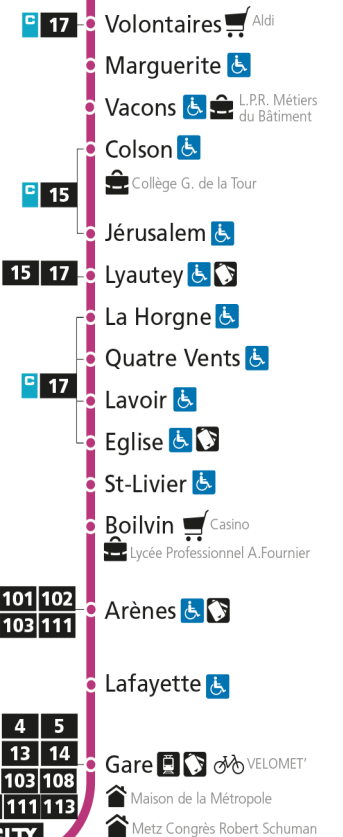 C 17 Volontaires Aldi
Marguerite
Vacons L.P.R. Métiers
du Bâtiment
Colson
Collège G. de la Tour
C 15
Jérusalem
15 17 Lyautey
La Horgne
Quatre Vents
C 17
Lavoir
Eglise
St-Livier
Boilvin Casino
Lycée Professionnel A.Fournier
101 102
103 111
Arènes
Lafayette
4 5
13 14
Gare VELOMET'
103 108
Maison de la Métropole
111 113
Metz Congrès Robert Schuman